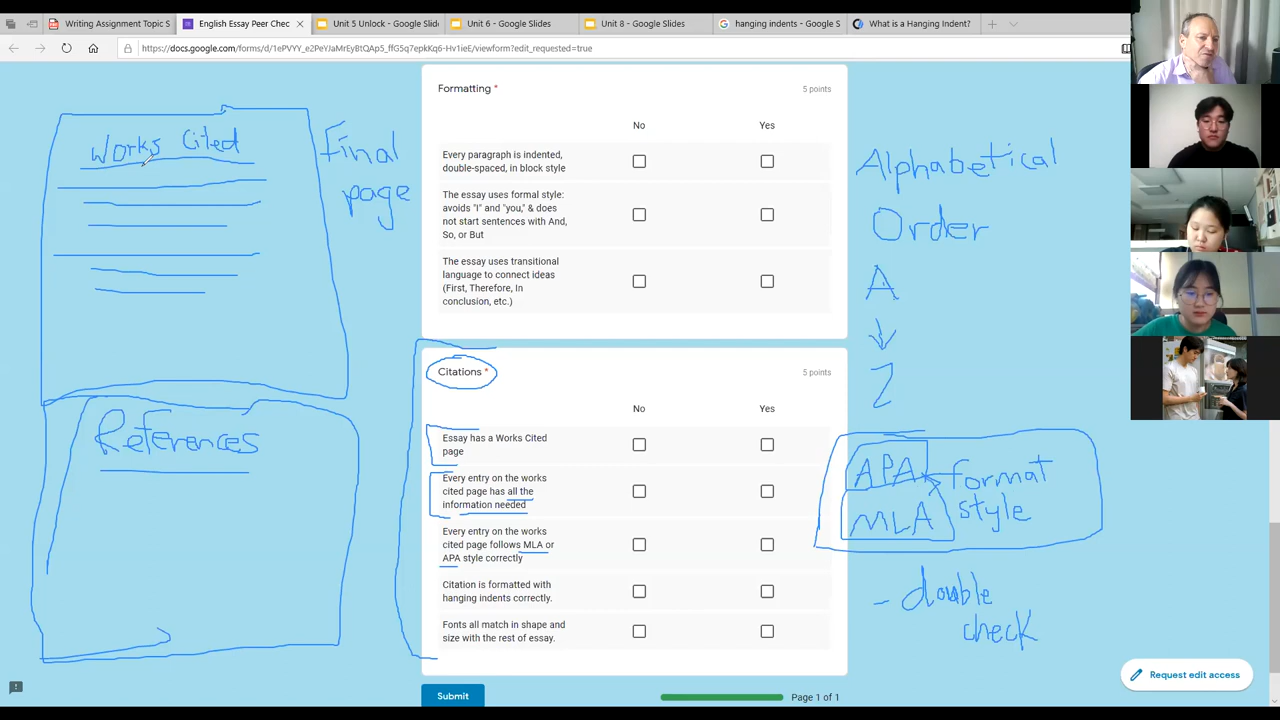 Writing Assignment Topic S
English Essay Peer Chec
Unit 5 Unlock - Google Slide
Unit 6 - Google Slides
Unit 8 - Google Slides
hanging indents - Google S
What is a Hanging Indent?
https://docs.google.com/forms/d/1ePVYY_e2PeYJaMrEyBtQAp5_ffG5q7epkKq6-Hv1ieE/viewform?edit_requested=true
Formatting *
5 points
No
Yes
Every paragraph is indented,
double-spaced, in block style
The essay uses formal style:
avoids "I" and "you," & does
not start sentences with And,
So, or But
The essay uses transitional
language to connect ideas
(First, Therefore, In
conclusion, etc.)
Citations *
5 points
No
Yes
Essay has a Works Cited
page
Every entry on the works
cited page has all the
information needed
Every entry on the works
cited page follows MLA or
APA style correctly
Citation is formatted with
hanging indents correctly.
Fonts all match in shape and
size with the rest of essay.
Submit
Page 1 of 1
Request edit access
Works Cited
Final
page
References
Alphabetical
Order
A
↓
Z
APA
MLA
format
style
- double
check